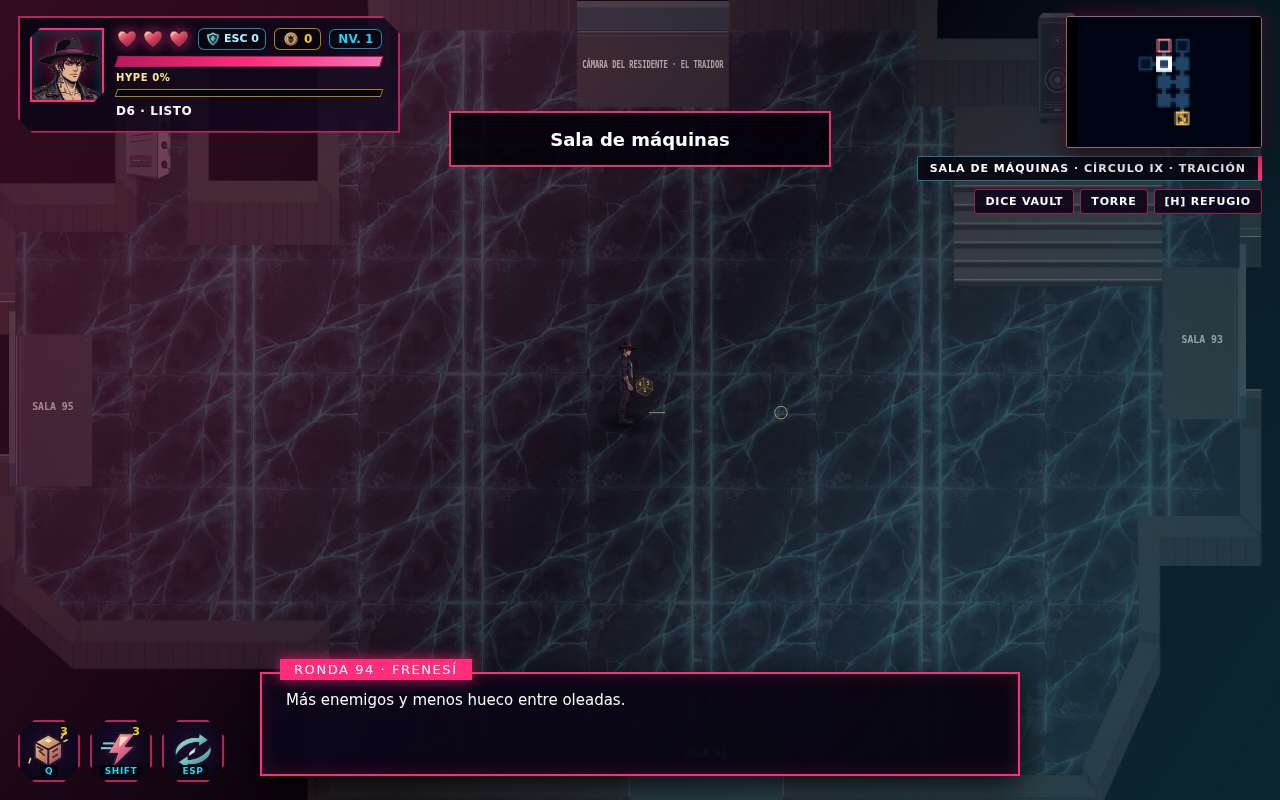 ESC 0
0
NV. 1
HYPE 0%
D6 · LISTO
CÁMARA DEL RESIDENTE · EL TRAIDOR
Sala de máquinas
SALA DE MÁQUINAS · CÍRCULO IX · TRAICIÓN
DICE VAULT
TORRE
[H] REFUGIO
SALA 93
SALA 95
RONDA 94 · FRENESÍ
Más enemigos y menos hueco entre oleadas.
3
Q
3
SHIFT
ESP